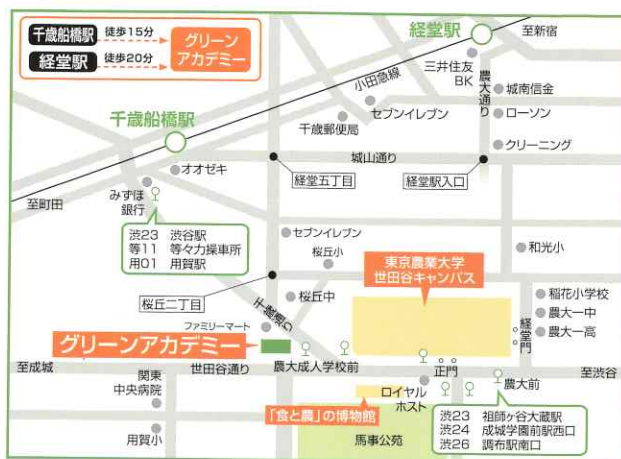 千歳船橋駅 徒歩15分
経堂駅 徒歩20分
グリーン
アカデミー
経堂駅
至新宿
三井住友
BK
農大通り
城南信金
ローソン
クリーニング
小田急線
セブンイレブン
千歳郵便局
千歳船橋駅
城山通り
オオゼキ
経堂五丁目
経堂駅入口
みずほ
銀行
至町田
渋23 渋谷駅
等11 等々力操車所
用01 用賀駅
セブンイレブン
桜丘小
和光小
東京農業大学
世田谷キャンパス
桜丘二丁目
桜丘中
千歳通り
稲花小学校
農大一中
農大一高
経堂門
ファミリーマート
グリーンアカデミー
至成城
世田谷通り
農大成人学校前
正門
至渋谷
農大前
関東
中央病院
ロイヤル
ホスト
「食と農」の博物館
用賀小
馬事公苑
渋23 祖師ヶ谷大蔵駅
渋24 成城学園前駅西口
渋26 調布駅南口